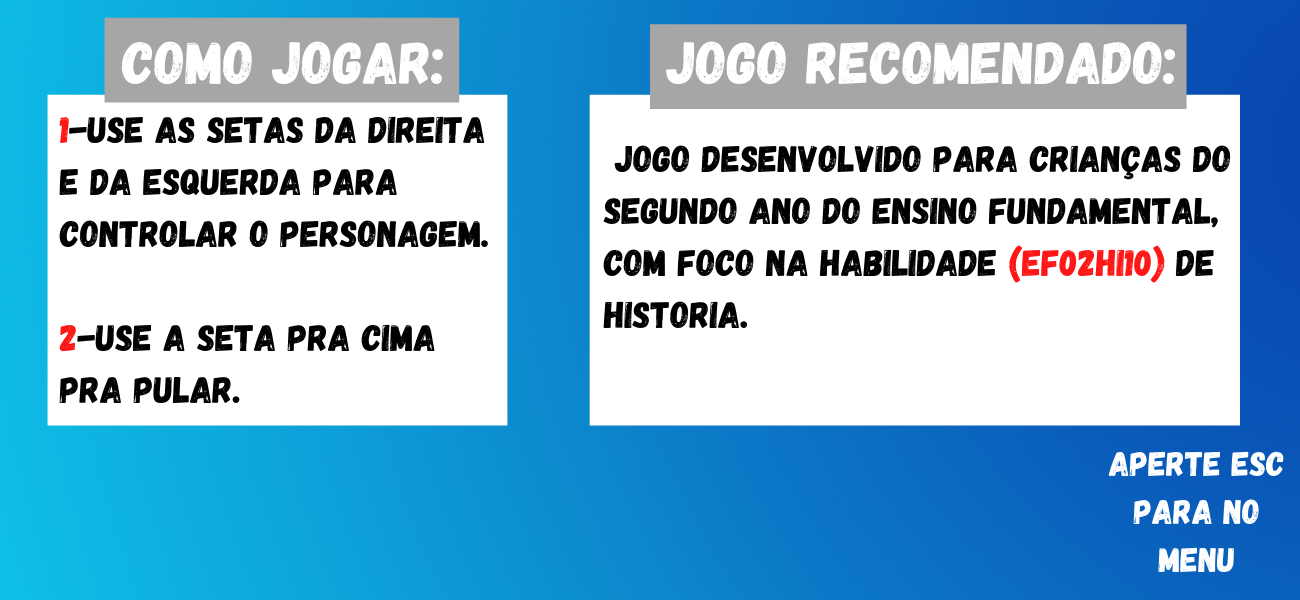 COMO JOGAR:
1-USE AS SETAS DA DIREITA
E DA ESQUERDA PARA
CONTROLAR O PERSONAGEM.
2-USE A SETA PRA CIMA
PRA PULAR.
JOGO RECOMENDADO:
JOGO DESENVOLVIDO PARA CRIANÇAS DO
SEGUNDO ANO DO ENSINO FUNDAMENTAL,
COM FOCO NA HABILIDADE (EF02HI10) DE
HISTORIA.
APERTE ESC
PARA NO
MENU